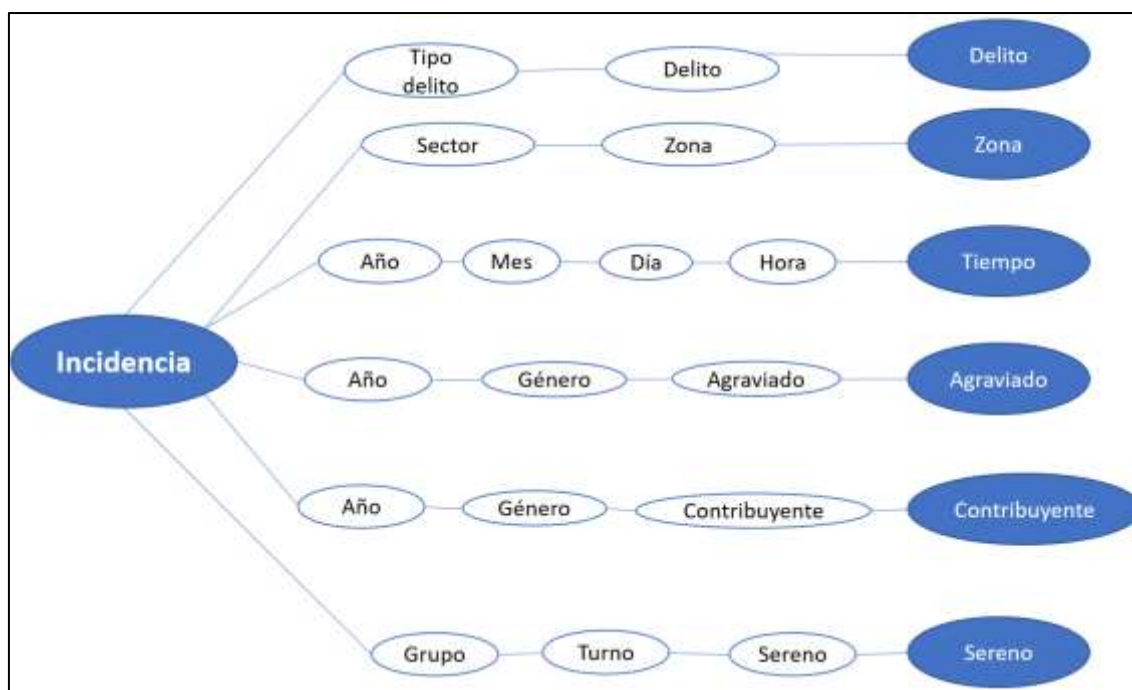 Tipo
delito
Delito
Delito
Sector
Zona
Zona
Año
Mes
Día
Hora
Tiempo
Incidencia
Año
Género
Agraviado
Agraviado
Año
Género
Contribuyente
Contribuyente
Grupo
Turno
Sereno
Sereno